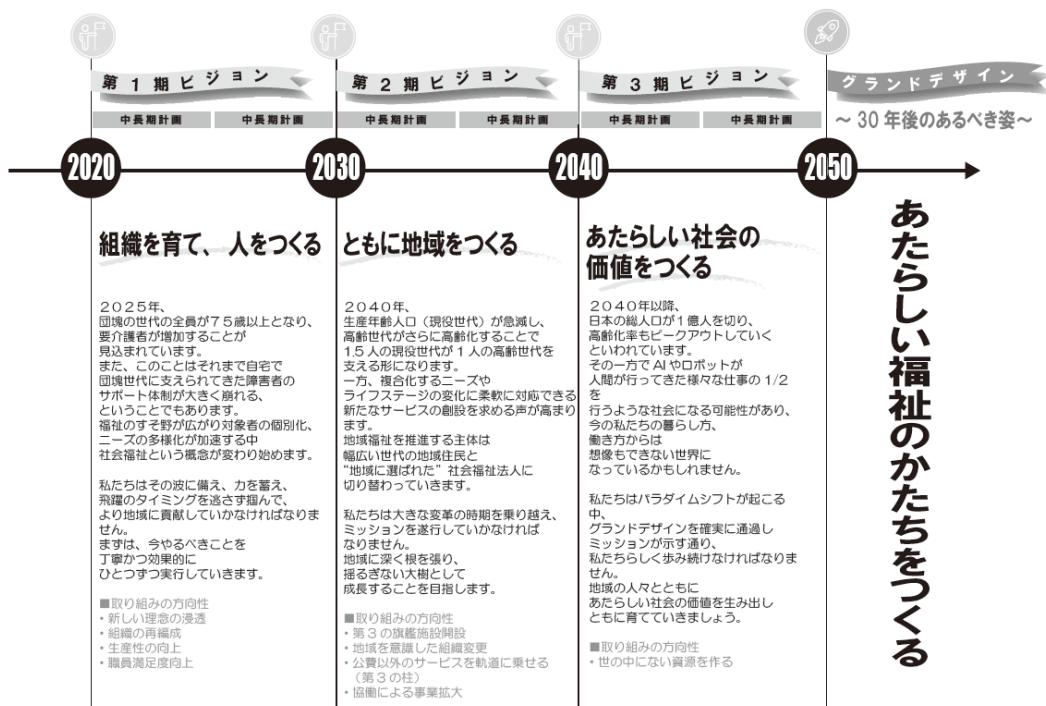 第１期ビジョン
第２期ビジョン
第３期ビジョン
グランドデザイン
中長期計画
中長期計画
中長期計画
中長期計画
中長期計画
中長期計画
～ 30 年後のあるべき姿～
2020
2030
2040
2050
組織を育て、人をつくる
２０２５年、
団塊の世代の全員が７５歳以上となり、
要介護者が増加することが
見込まれています。
また、このことはそれまで自宅で
団塊世代に支えられてきた障害者の
サポート体制が大きく崩れる、
ということでもあります。
福祉のすそ野が広がり対象者の個別化、
ニーズの多様化が加速する中
社会福祉という概念が変わり始めます。
私たちはその波に備え、力を蓄え、
飛躍のタイミングを逃さず掴んで、
より地域に貢献していかなければなりま
せん。
まずは、今やるべきことを
丁寧かつ効果的に
ひとつずつ実行していきます。
■取り組みの方向性
・新しい理念の浸透
・組織の再編成
・生産性の向上
・職員満足度向上
ともに地域をつくる
２０４０年、
生産年齢人口（現役世代）が急減し、
高齢世代がさらに高齢化することで
1.5 人の現役世代が 1 人の高齢世代を
支える形になります。
一方、複合化するニーズや
ライフステージの変化に柔軟に対応できる
新たなサービスの創設を求める声が高まり
ます。
地域福祉を推進する主体は
幅広い世代の地域住民と
“地域に選ばれた”社会福祉法人に
切り替わっていきます。
私たちは大きな変革の時期を乗り越え、
ミッションを遂行していかなければ
なりません。
地域に深く根を張り、
揺るぎない大樹として
成長することを目指します。
■取り組みの方向性
・第３の旗艦施設開設
・地域を意識した組織変更
・公費以外のサービスを軌道に乗せる
（第３の柱）
・協働による事業拡大
あたらしい社会の
価値をつくる
２０４０年以降、
日本の総人口が１億人を切り、
高齢化率もピークアウトしていく
といわれています。
その一方で AI やロボットが
人間が行ってきた様々な仕事の 1/2
を
行うような社会になる可能性があり、
今の私たちの暮らし方、
働き方からは
想像もできない世界に
なっているかもしれません。
私たちはパラダイムシフトが起こる
中、
グランドデザインを確実に通過し
ミッションが示す通り、
私たちらしく歩み続けなければなりま
せん。
地域の人々とともに
あたらしい社会の価値を生み出し
ともに育てていきましょう。
■取り組みの方向性
・世の中にない資源を作る
あたらしい福祉のかたちをつくる